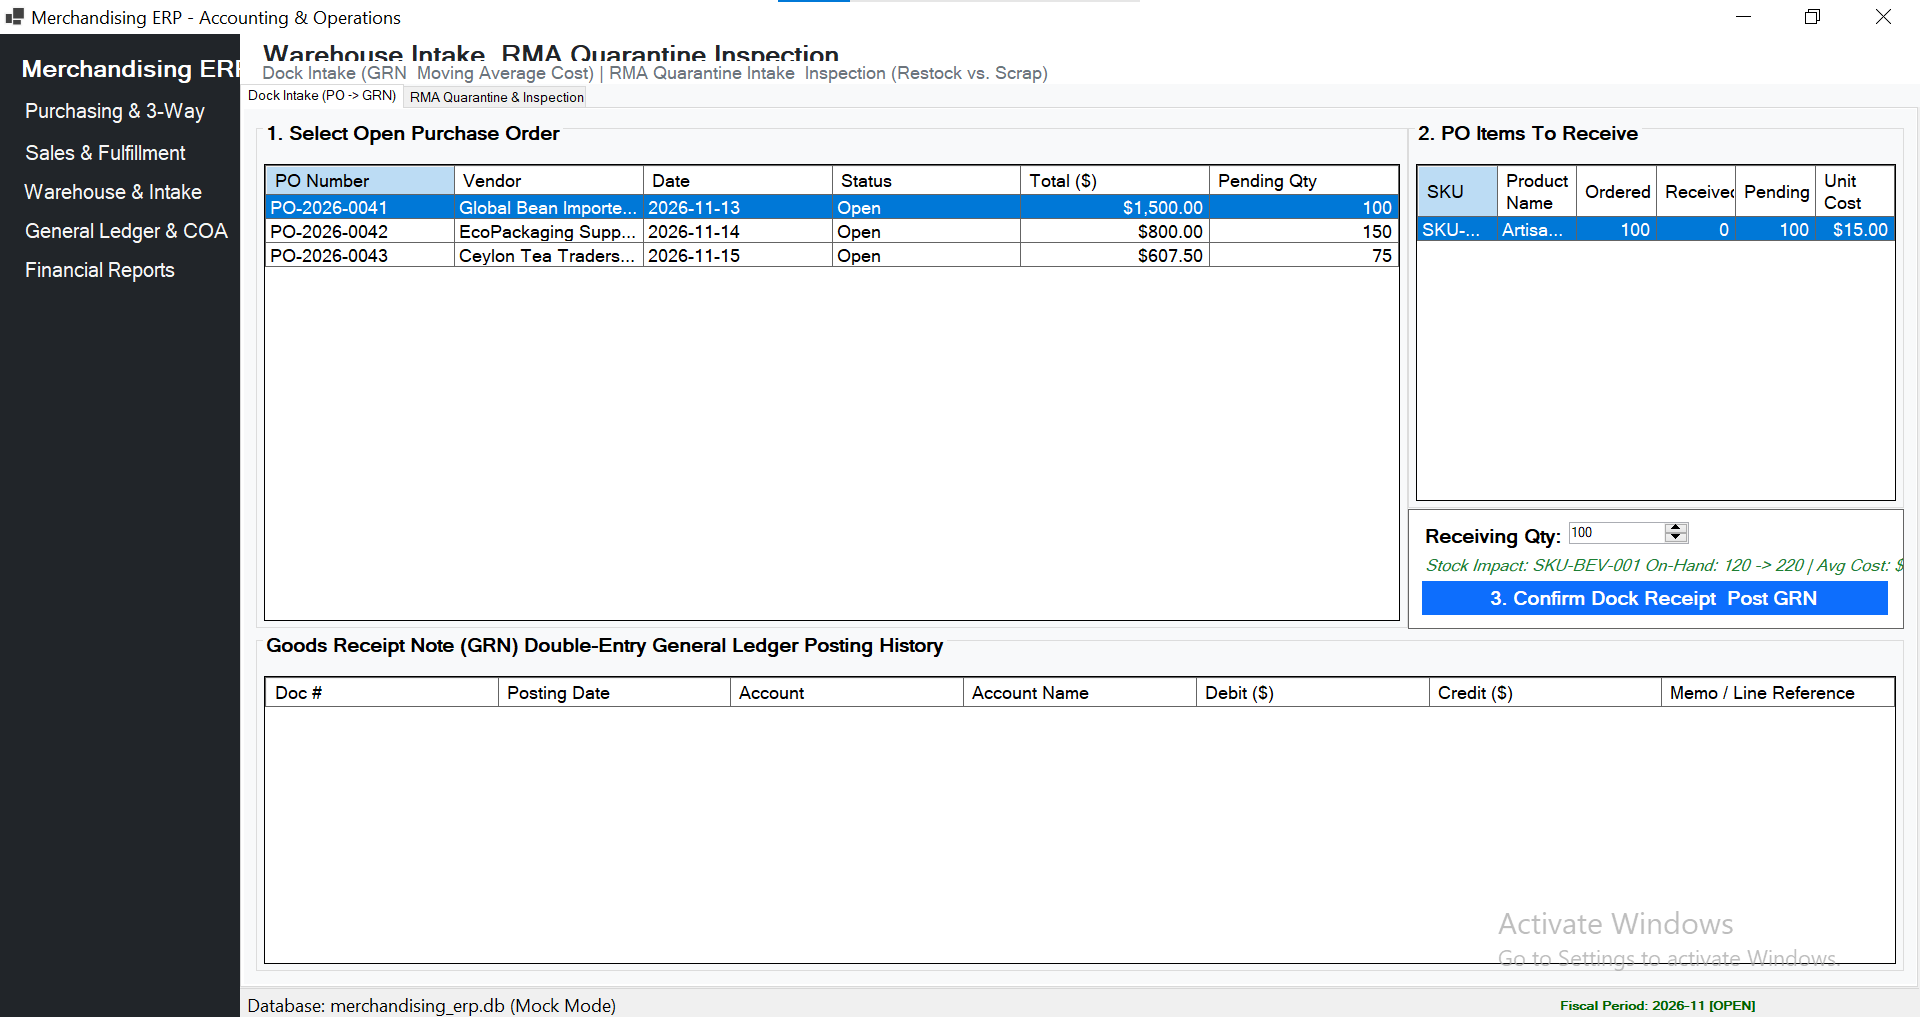 Merchandising ERP - Accounting & Operations
Merchandising ERP
Purchasing & 3-Way
Sales & Fulfillment
Warehouse & Intake
General Ledger & COA
Financial Reports
Warehouse Intake RMA Quarantine Inspection
Dock Intake (GRN Moving Average Cost) | RMA Quarantine Intake Inspection (Restock vs. Scrap)
Dock Intake (PO -> GRN) RMA Quarantine & Inspection
1. Select Open Purchase Order
PO Number Vendor Date Status Total ($) Pending Qty
PO-2026-0041 Global Bean Importe... 2026-11-13 Open $1,500.00 100
PO-2026-0042 EcoPackaging Supp... 2026-11-14 Open $800.00 150
PO-2026-0043 Ceylon Tea Traders... 2026-11-15 Open $607.50 75
2. PO Items To Receive
SKU Product Name Ordered Received Pending Unit Cost
SKU-... Artisa... 100 0 100 $15.00
Receiving Qty: 100
Stock Impact: SKU-BEV-001 On-Hand: 120 -> 220 | Avg Cost: $
3. Confirm Dock Receipt Post GRN
Goods Receipt Note (GRN) Double-Entry General Ledger Posting History
Doc # Posting Date Account Account Name Debit ($) Credit ($) Memo / Line Reference
Activate Windows
Go to Settings to activate Windows.
Database: merchandising_erp.db (Mock Mode)
Fiscal Period: 2026-11 [OPEN]